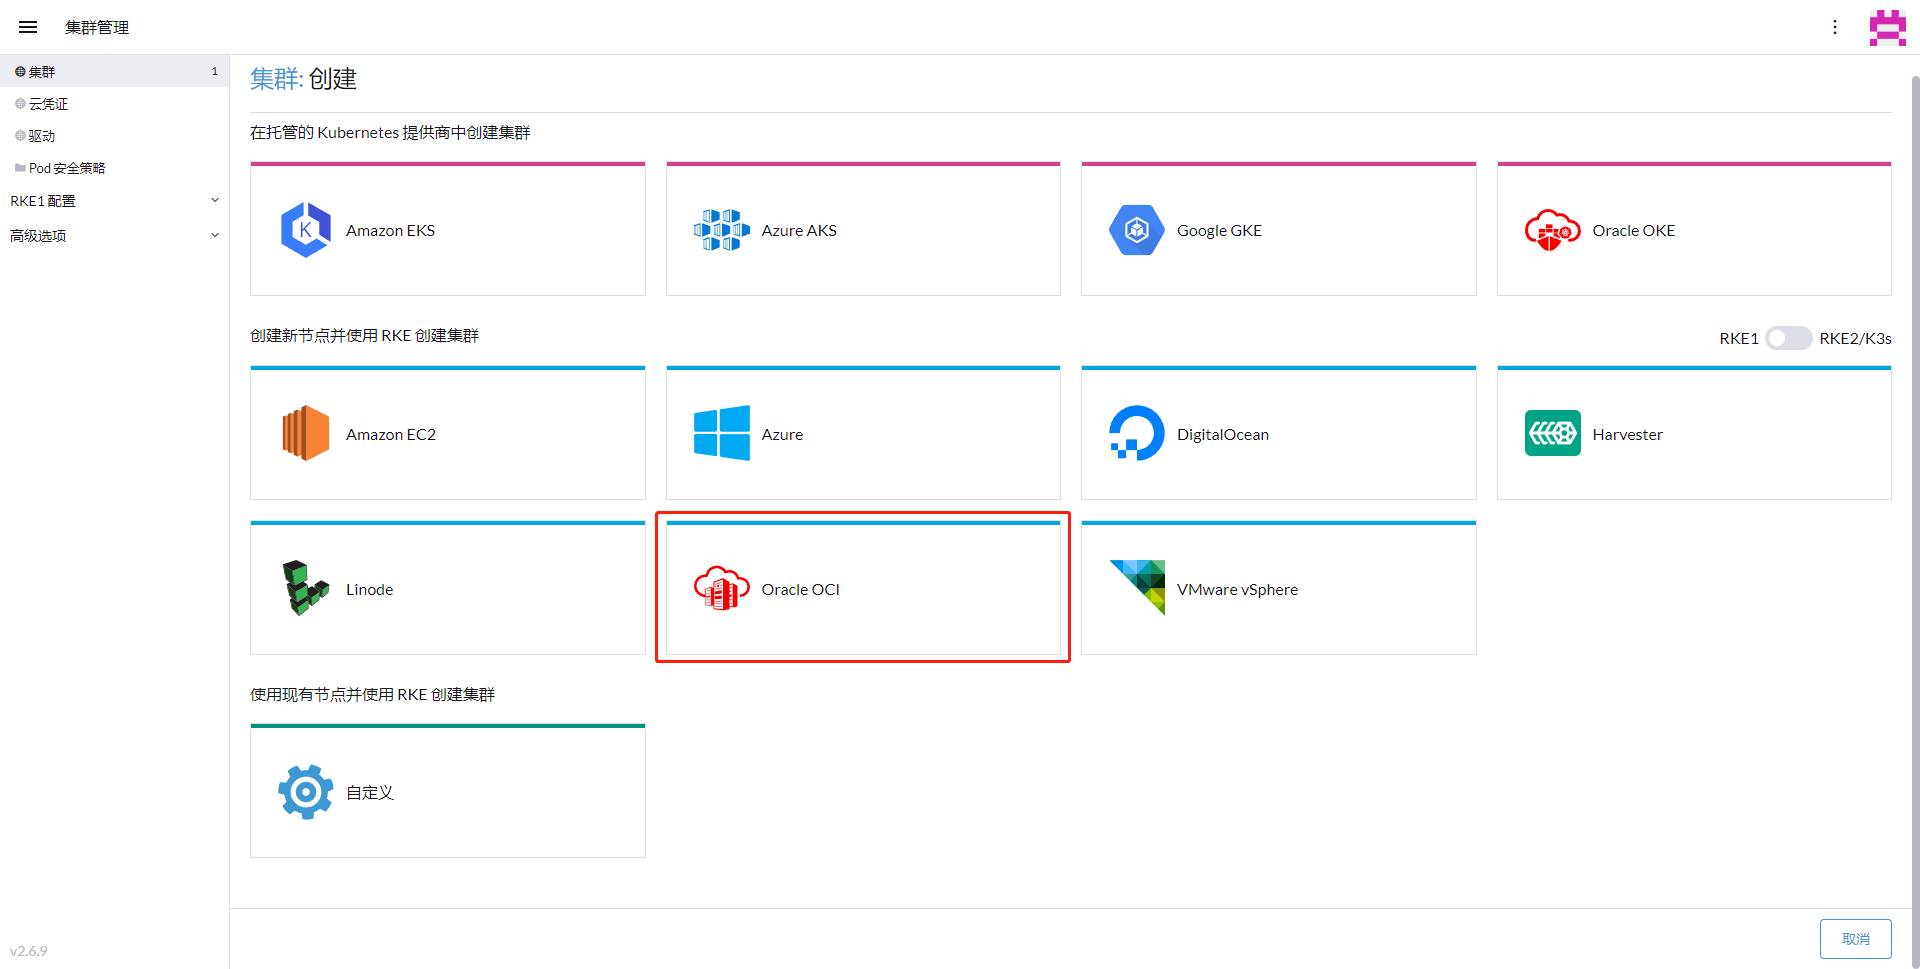 集群管理
集群 1
云凭证
驱动
Pod 安全策略
RKE1 配置
高级选项
v2.6.9
集群: 创建
在托管的 Kubernetes 提供商中创建集群
K
Amazon EKS
Azure AKS
Google GKE
Oracle OKE
创建新节点并使用 RKE 创建集群
RKE1 RKE2/K3s
Amazon EC2
Azure
DigitalOcean
Harvester
Linode
Oracle OCI
VMware vSphere
使用现有节点并使用 RKE 创建集群
自定义
取消